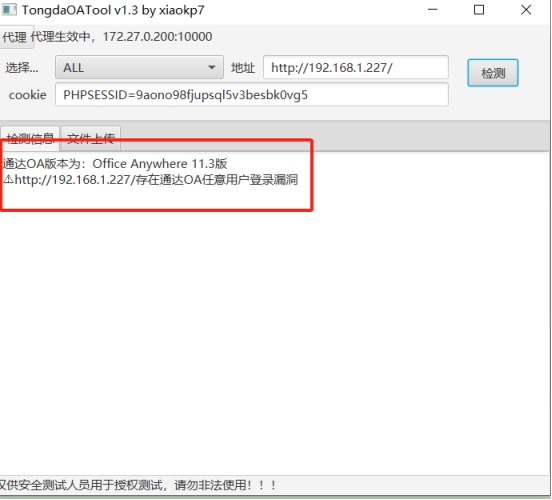 TongdaOATool v1.3 by xiaokp7
代理 代理生效中，172.27.0.200:10000
选择... ALL 地址 http://192.168.1.227/ 检测
cookie PHPSESSID=9aono98fjupsql5v3besbk0vg5
检测信息 文件上传
通达OA版本为：Office Anywhere 11.3版
⚠http://192.168.1.227/存在通达OA任意用户登录漏洞
仅供安全测试人员用于授权测试，请勿非法使用！！！